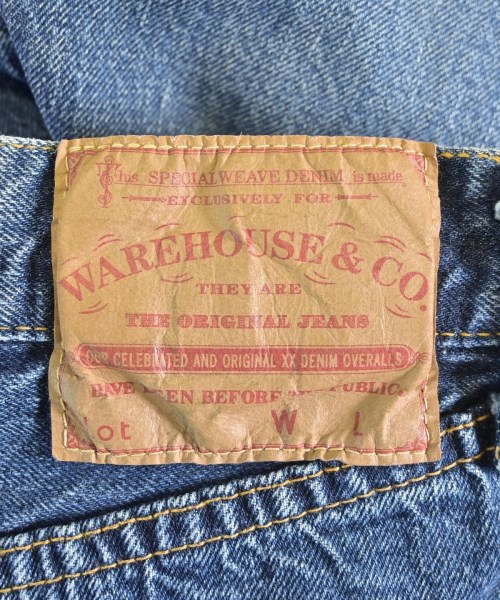 This SPECIALWEAVE DENIM is made
EXCLUSIVELY FOR
WAREHOUSE & CO.
THEY ARE
THE ORIGINAL JEANS
OUR CELEBRATED AND ORIGINAL XX DENIM OVERALLS
HAVE BEEN BEFORE THE PUBLIC
Lot W L